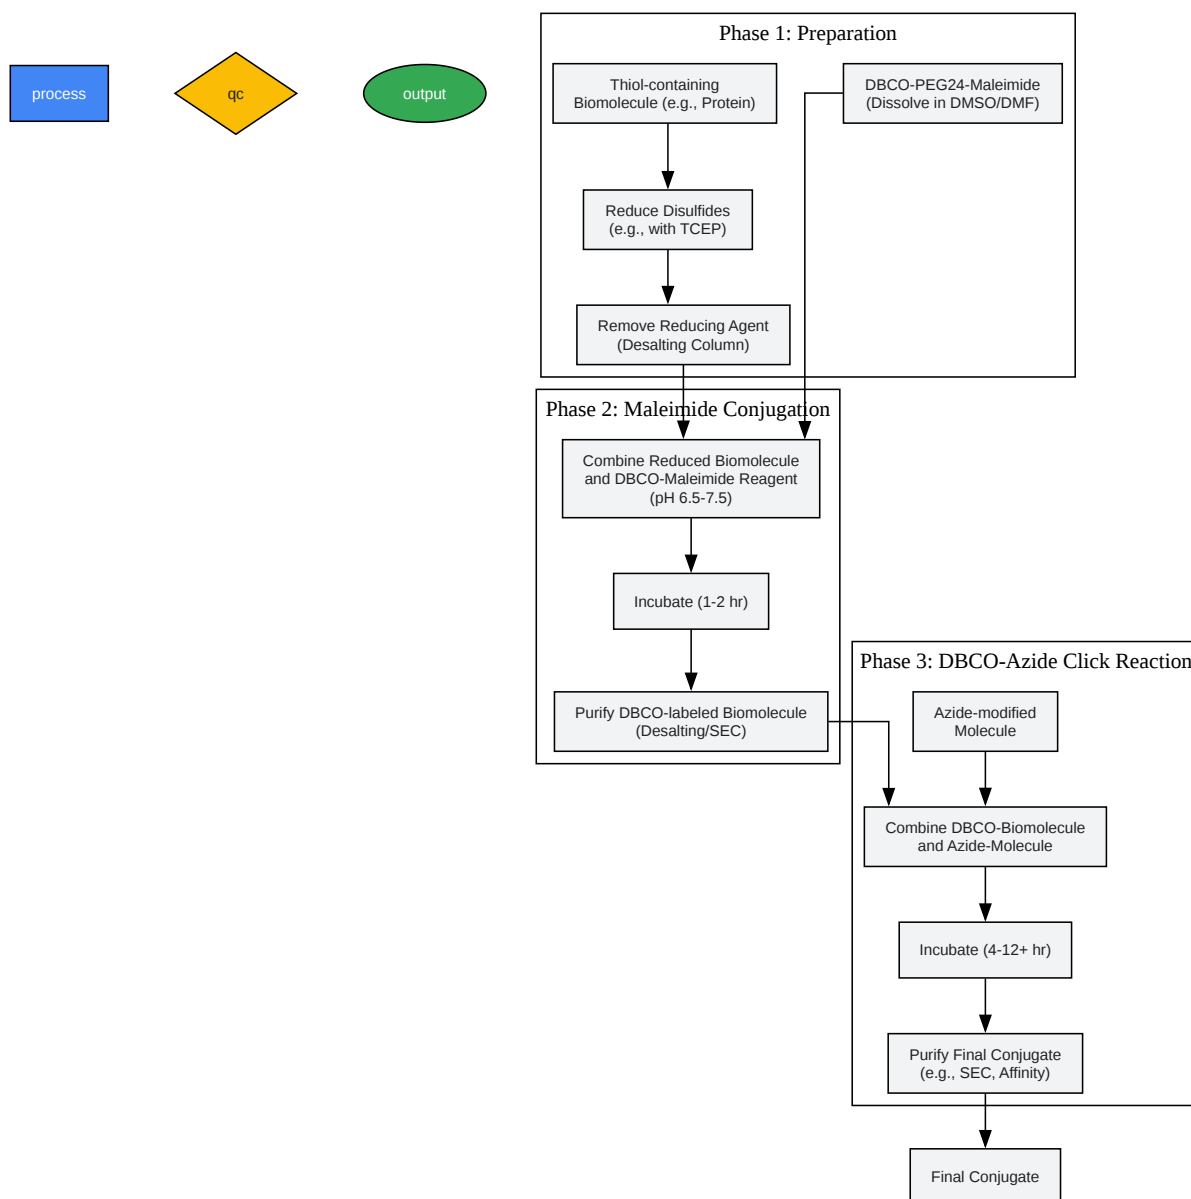 process
qc
output
Phase 1: Preparation
Thiol-containing
Biomolecule (e.g., Protein)
DBCO-PEG24-Maleimide
(Dissolve in DMSO/DMF)
Reduce Disulfides
(e.g., with TCEP)
Remove Reducing Agent
(Desalting Column)
Phase 2: Maleimide Conjugation
Combine Reduced Biomolecule
and DBCO-Maleimide Reagent
(pH 6.5-7.5)
Incubate (1-2 hr)
Purify DBCO-labeled Biomolecule
(Desalting/SEC)
Phase 3: DBCO-Azide Click Reaction
Azide-modified
Molecule
Combine DBCO-Biomolecule
and Azide-Molecule
Incubate (4-12+ hr)
Purify Final Conjugate
(e.g., SEC, Affinity)
Final Conjugate